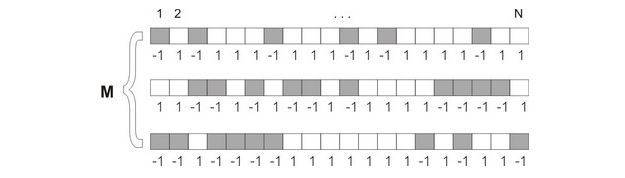 1 2 ... N
-1 1 -1 1 1 1 -1 1 1 1 -1 1 -1 1 1 1 1 -1 1 1
M
1 1 -1 -1 1 -1 1 -1 -1 1 -1 1 1 1 1 -1 -1 -1 -1 1
-1 -1 1 -1 -1 -1 -1 1 1 1 1 1 1 1 -1 1 -1 1 1 -1